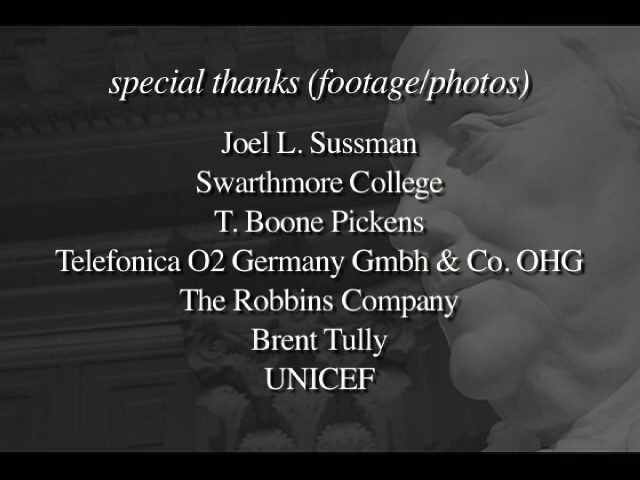 special thanks (footage/photos)
Joel L. Sussman
Swarthmore College
T. Boone Pickens
Telefonica O2 Germany Gmbh & Co. OHG
The Robbins Company
Brent Tully
UNICEF